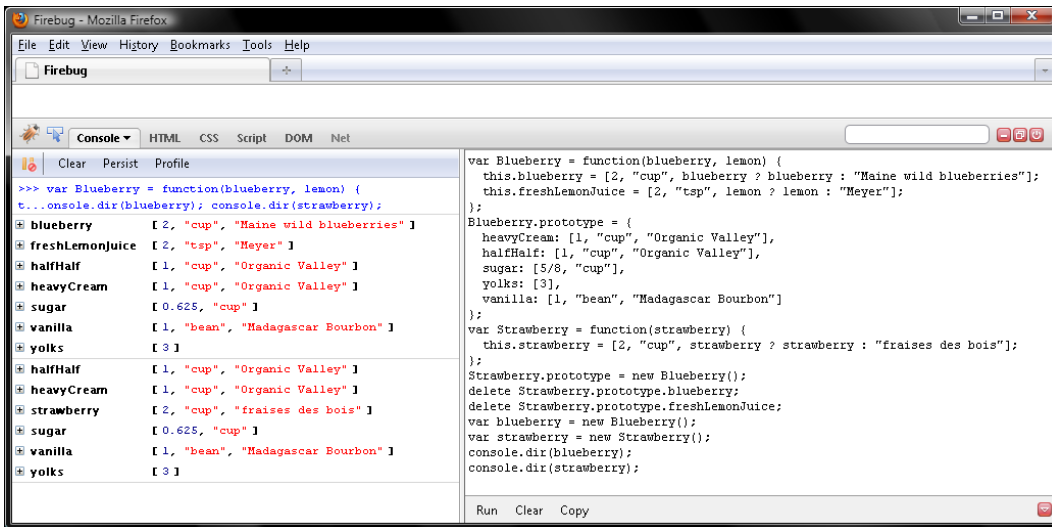 Firebug - Mozilla Firefox
File Edit View History Bookmarks Tools Help
Firebug
Console HTML CSS Script DOM Net
Clear Persist Profile
>>> var Blueberry = function(blueberry, lemon) {
t...onsole.dir(blueberry); console.dir(strawberry);
blueberry [ 2, "cup", "Maine wild blueberries" ]
freshLemonJuice [ 2, "tsp", "Meyer" ]
halfHalf [ 1, "cup", "Organic Valley" ]
heavyCream [ 1, "cup", "Organic Valley" ]
sugar [ 0.625, "cup" ]
vanilla [ 1, "bean", "Madagascar Bourbon" ]
yolks [ 3 ]
halfHalf [ 1, "cup", "Organic Valley" ]
heavyCream [ 1, "cup", "Organic Valley" ]
strawberry [ 2, "cup", "fraises des bois" ]
sugar [ 0.625, "cup" ]
vanilla [ 1, "bean", "Madagascar Bourbon" ]
yolks [ 3 ]
var Blueberry = function(blueberry, lemon) {
this.blueberry = [2, "cup", blueberry ? blueberry : "Maine wild blueberries"];
this.freshLemonJuice = [2, "tsp", lemon ? lemon : "Meyer"];
};
Blueberry.prototype = {
heavyCream: [1, "cup", "Organic Valley"],
halfHalf: [1, "cup", "Organic Valley"],
sugar: [5/8, "cup"],
yolks: [3],
vanilla: [1, "bean", "Madagascar Bourbon"]
};
var Strawberry = function(strawberry) {
this.strawberry = [2, "cup", strawberry ? strawberry : "fraises des bois"];
};
Strawberry.prototype = new Blueberry();
delete Strawberry.prototype.blueberry;
delete Strawberry.prototype.freshLemonJuice;
var blueberry = new Blueberry();
var strawberry = new Strawberry();
console.dir(blueberry);
console.dir(strawberry);
Run Clear Copy